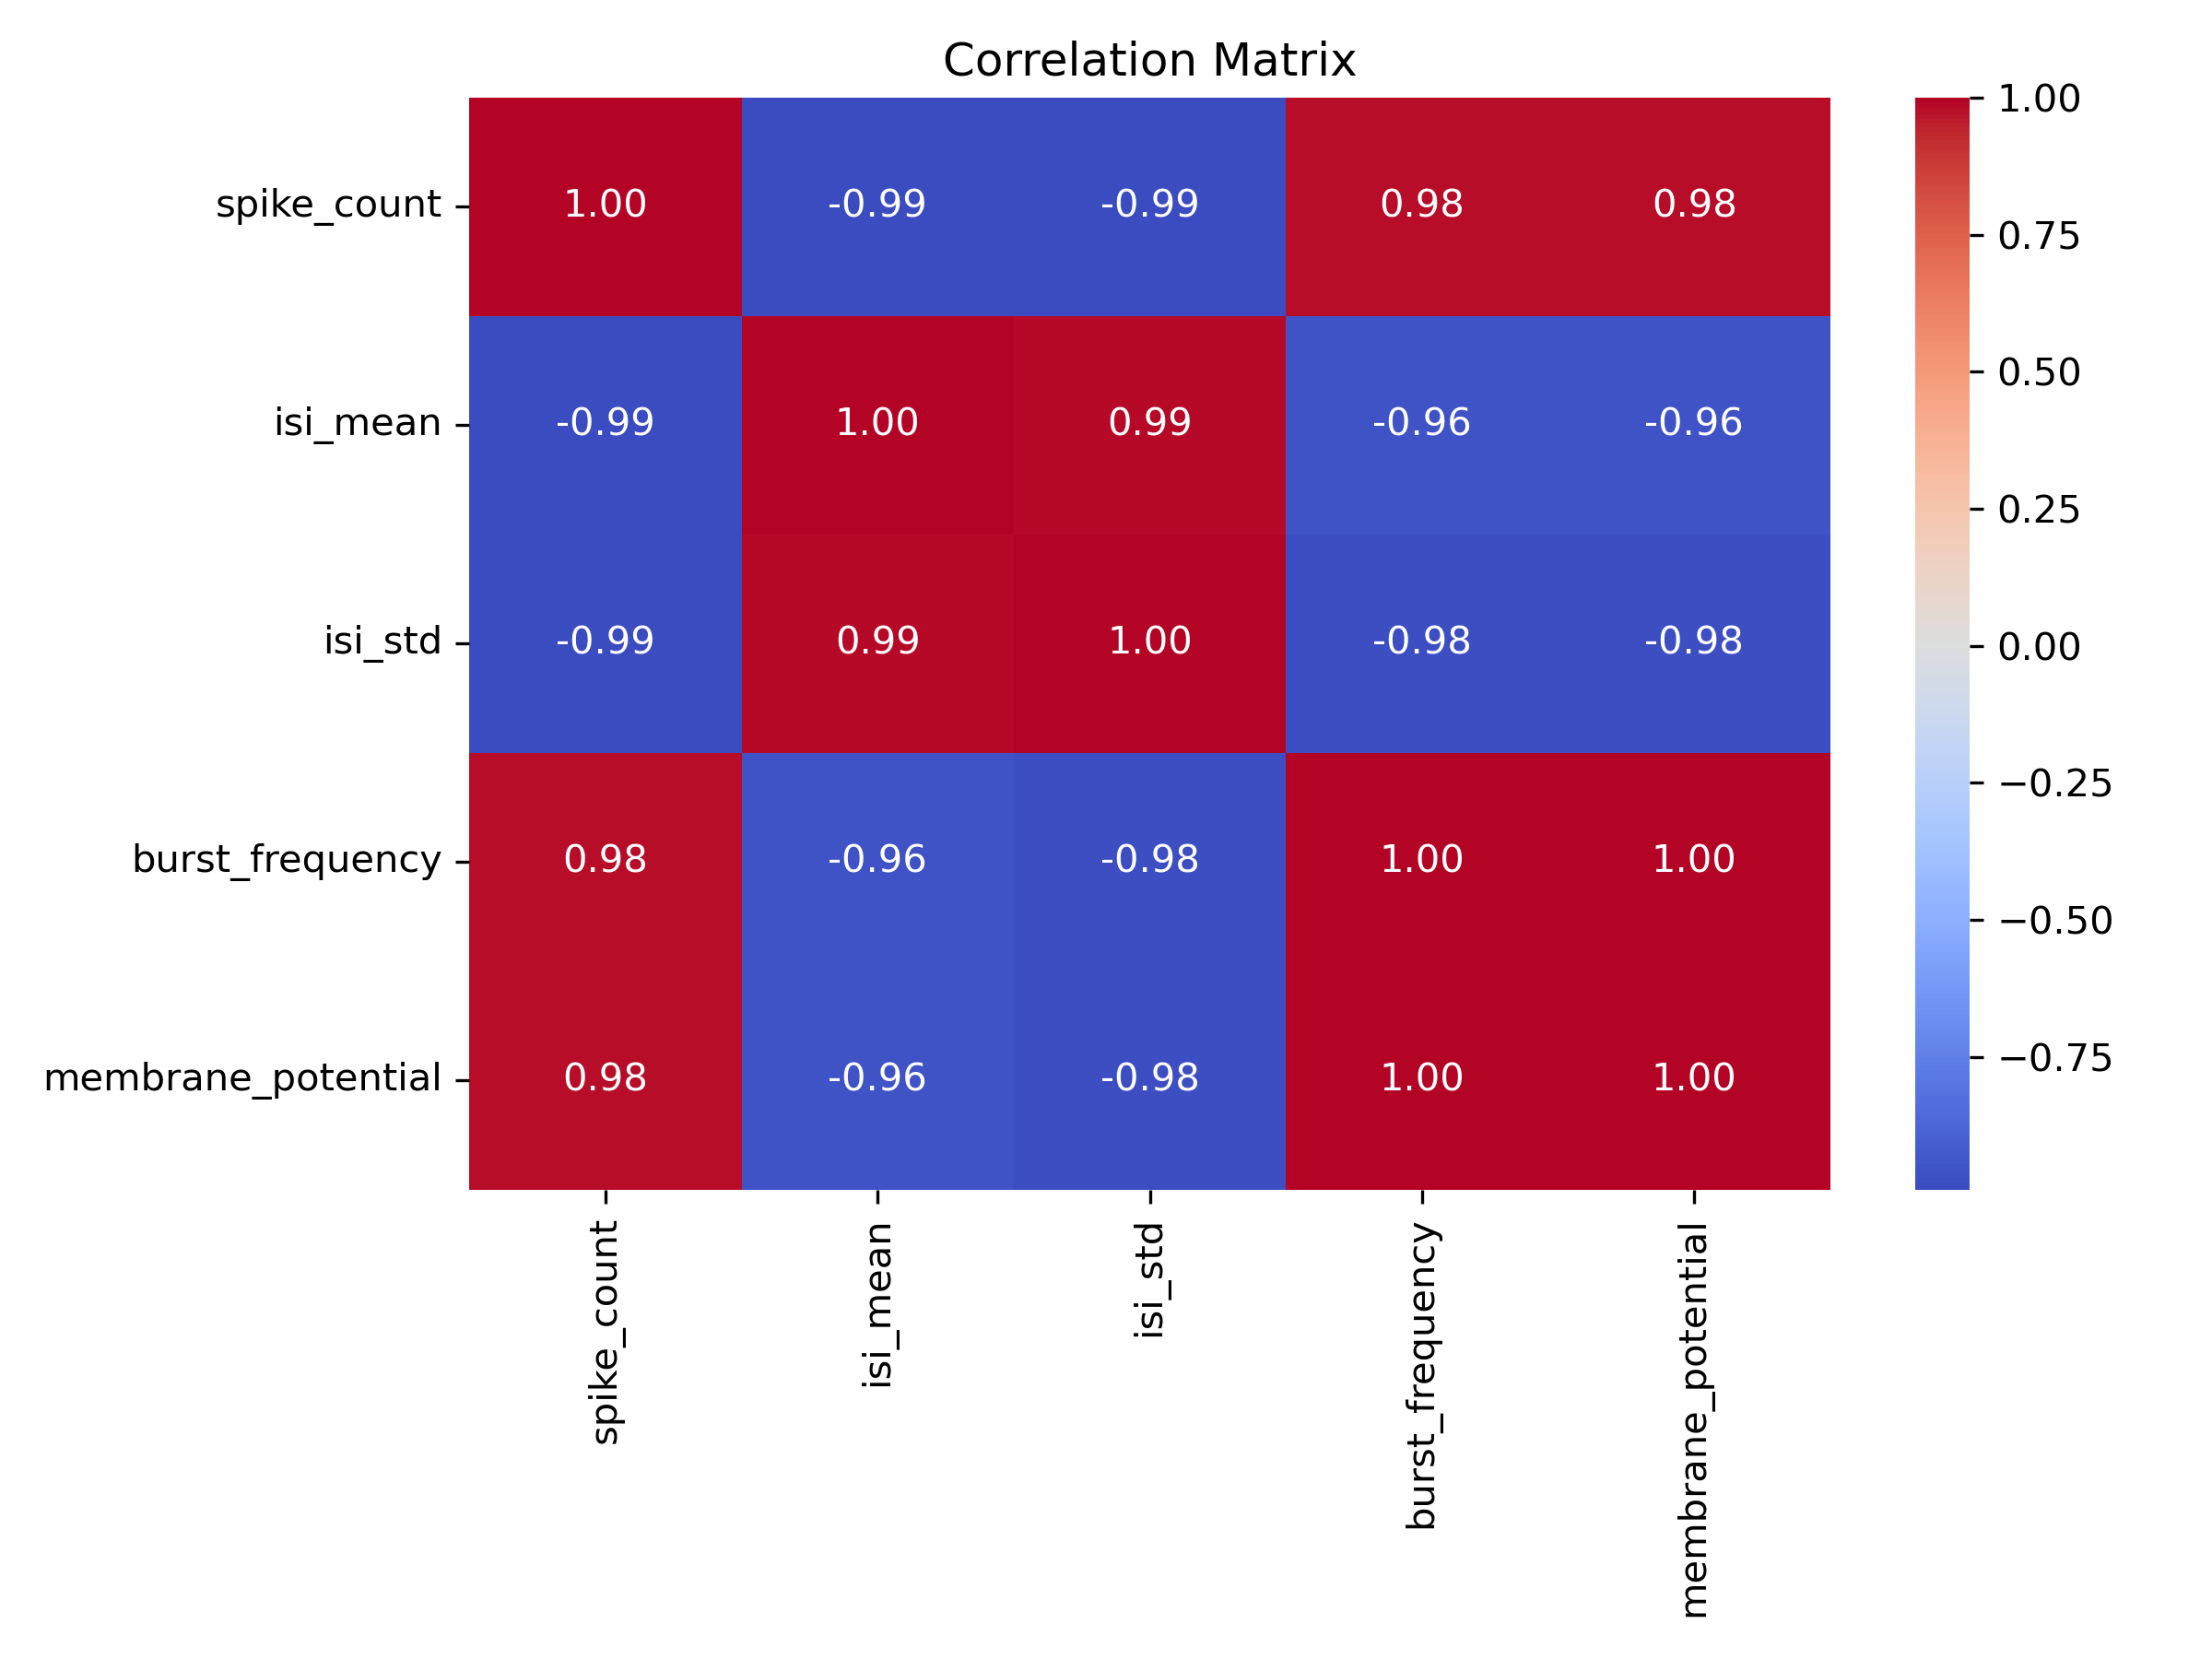 Correlation Matrix
spike_count 1.00 -0.99 -0.99 0.98 0.98
isi_mean -0.99 1.00 0.99 -0.96 -0.96
isi_std -0.99 0.99 1.00 -0.98 -0.98
burst_frequency 0.98 -0.96 -0.98 1.00 1.00
membrane_potential 0.98 -0.96 -0.98 1.00 1.00
spike_count
isi_mean
isi_std
burst_frequency
membrane_potential
1.00
0.75
0.50
0.25
0.00
−0.25
−0.50
−0.75